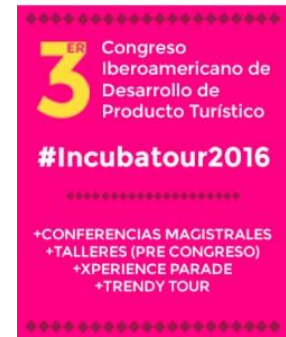 3ER
Congreso
Iberoamericano de
Desarrollo de
Producto Turístico
#Incubatour2016
+CONFERENCIAS MAGISTRALES
+TALLERES (PRE CONGRESO)
+XPERIENCE PARADE
+TRENDY TOUR